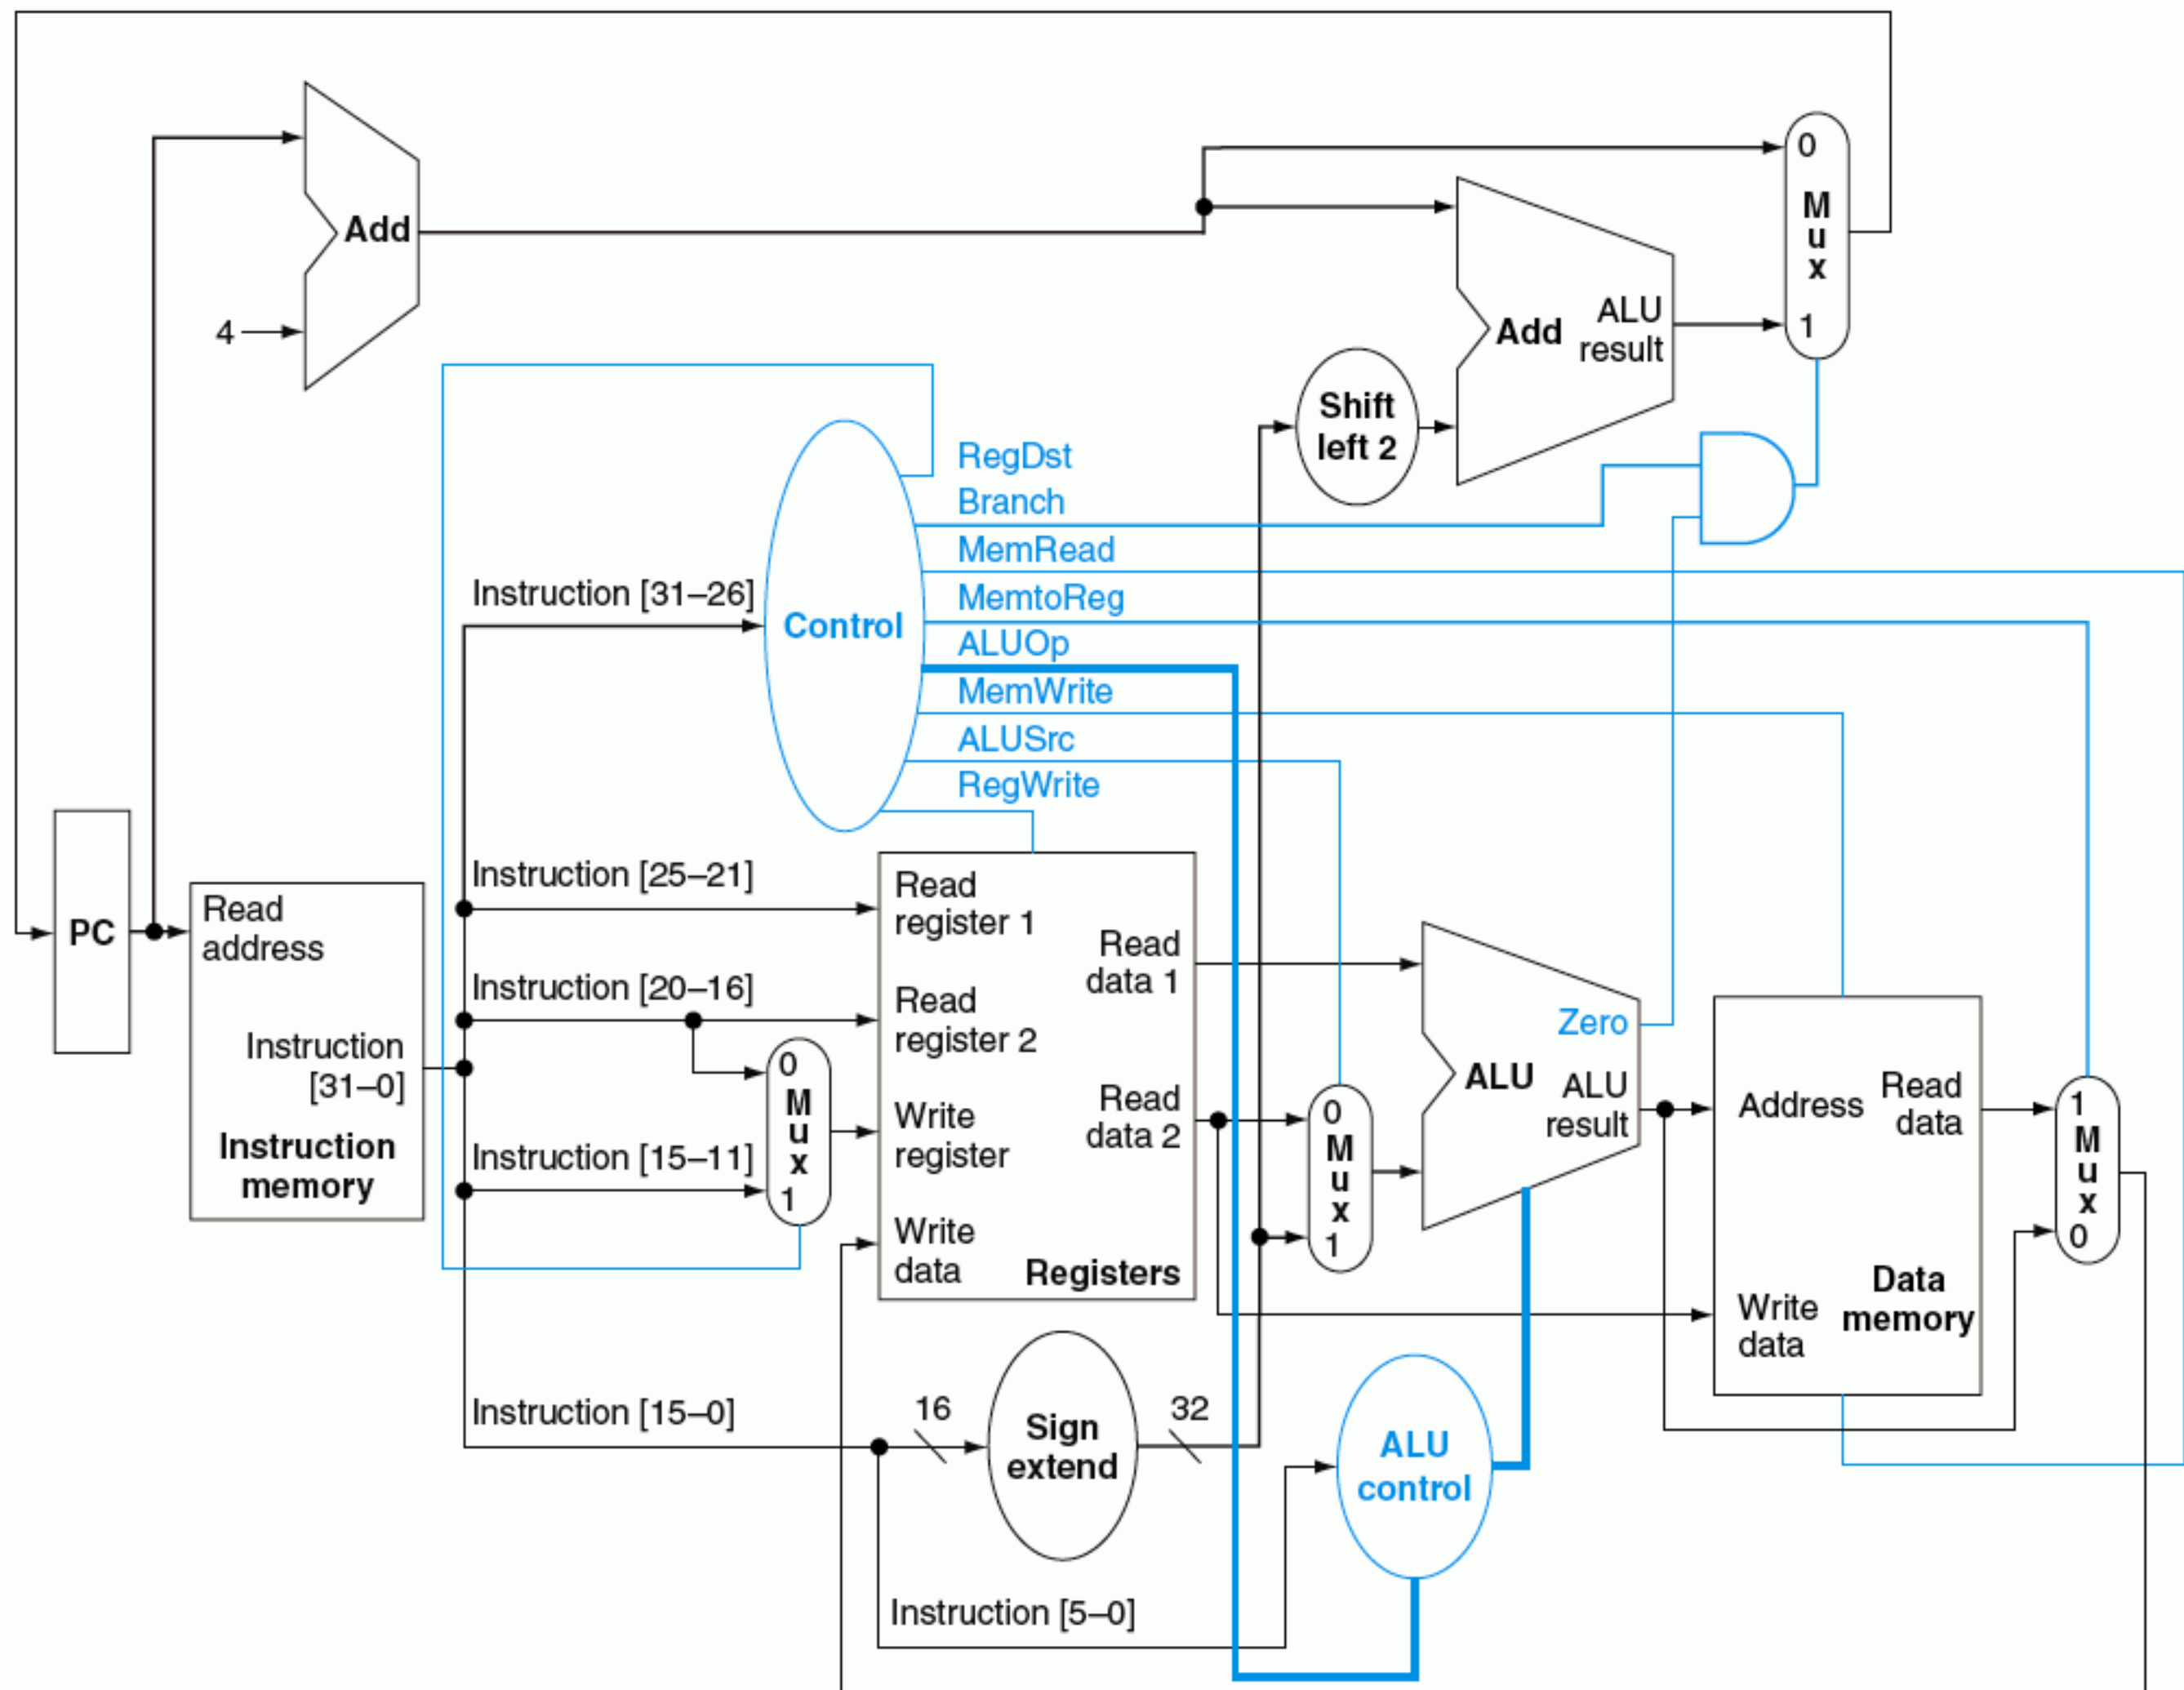 0
M
u
x
1
Add
4
Add
ALU
result
Shift
left 2
RegDst
Branch
MemRead
MemtoReg
ALUOp
MemWrite
ALUSrc
RegWrite
Control
Instruction [31–26]
Instruction [25–21]
Instruction [20–16]
Instruction [15–11]
Instruction [15–0]
Instruction [5–0]
PC
Read
address
Instruction
[31–0]
Instruction
memory
0
M
u
x
1
Read
register 1
Read
register 2
Write
register
Write
data
Read
data 1
Read
data 2
Registers
0
M
u
x
1
Zero
ALU
ALU
result
Address
Read
data
Write
data
Data
memory
1
M
u
x
0
16
Sign
extend
32
ALU
control